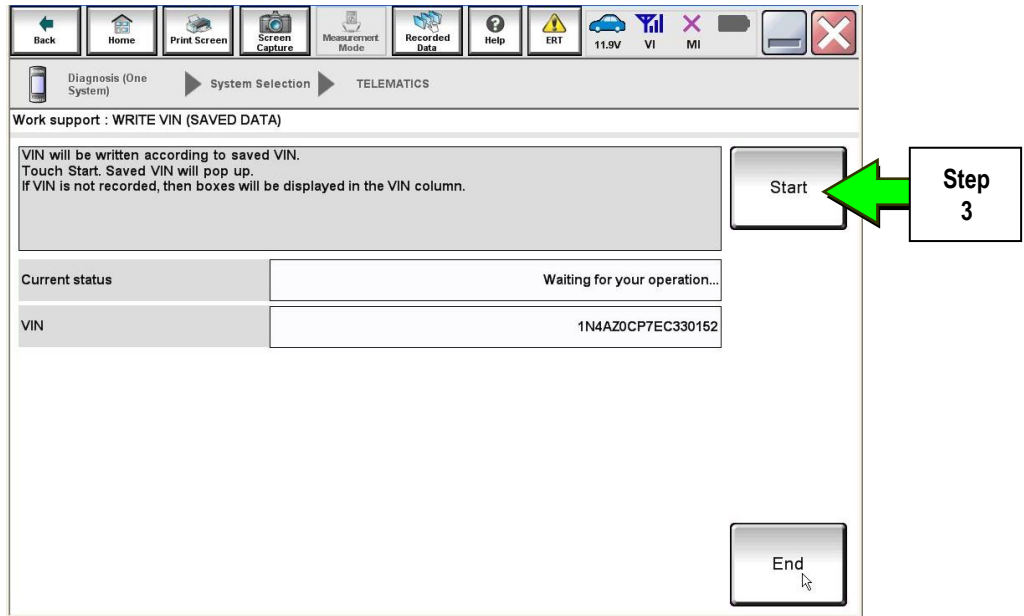 Back
Home
Print Screen
Screen
Capture
Measurement
Mode
Recorded
Data
Help
ERT
11.9V
VI
MI
Diagnosis (One
System)
System Selection
TELEMATICS
Work support : WRITE VIN (SAVED DATA)
VIN will be written according to saved VIN.
Touch Start. Saved VIN will pop up.
If VIN is not recorded, then boxes will be displayed in the VIN column.
Start
Step
3
Current status
Waiting for your operation...
VIN
1N4AZ0CP7EC330152
End